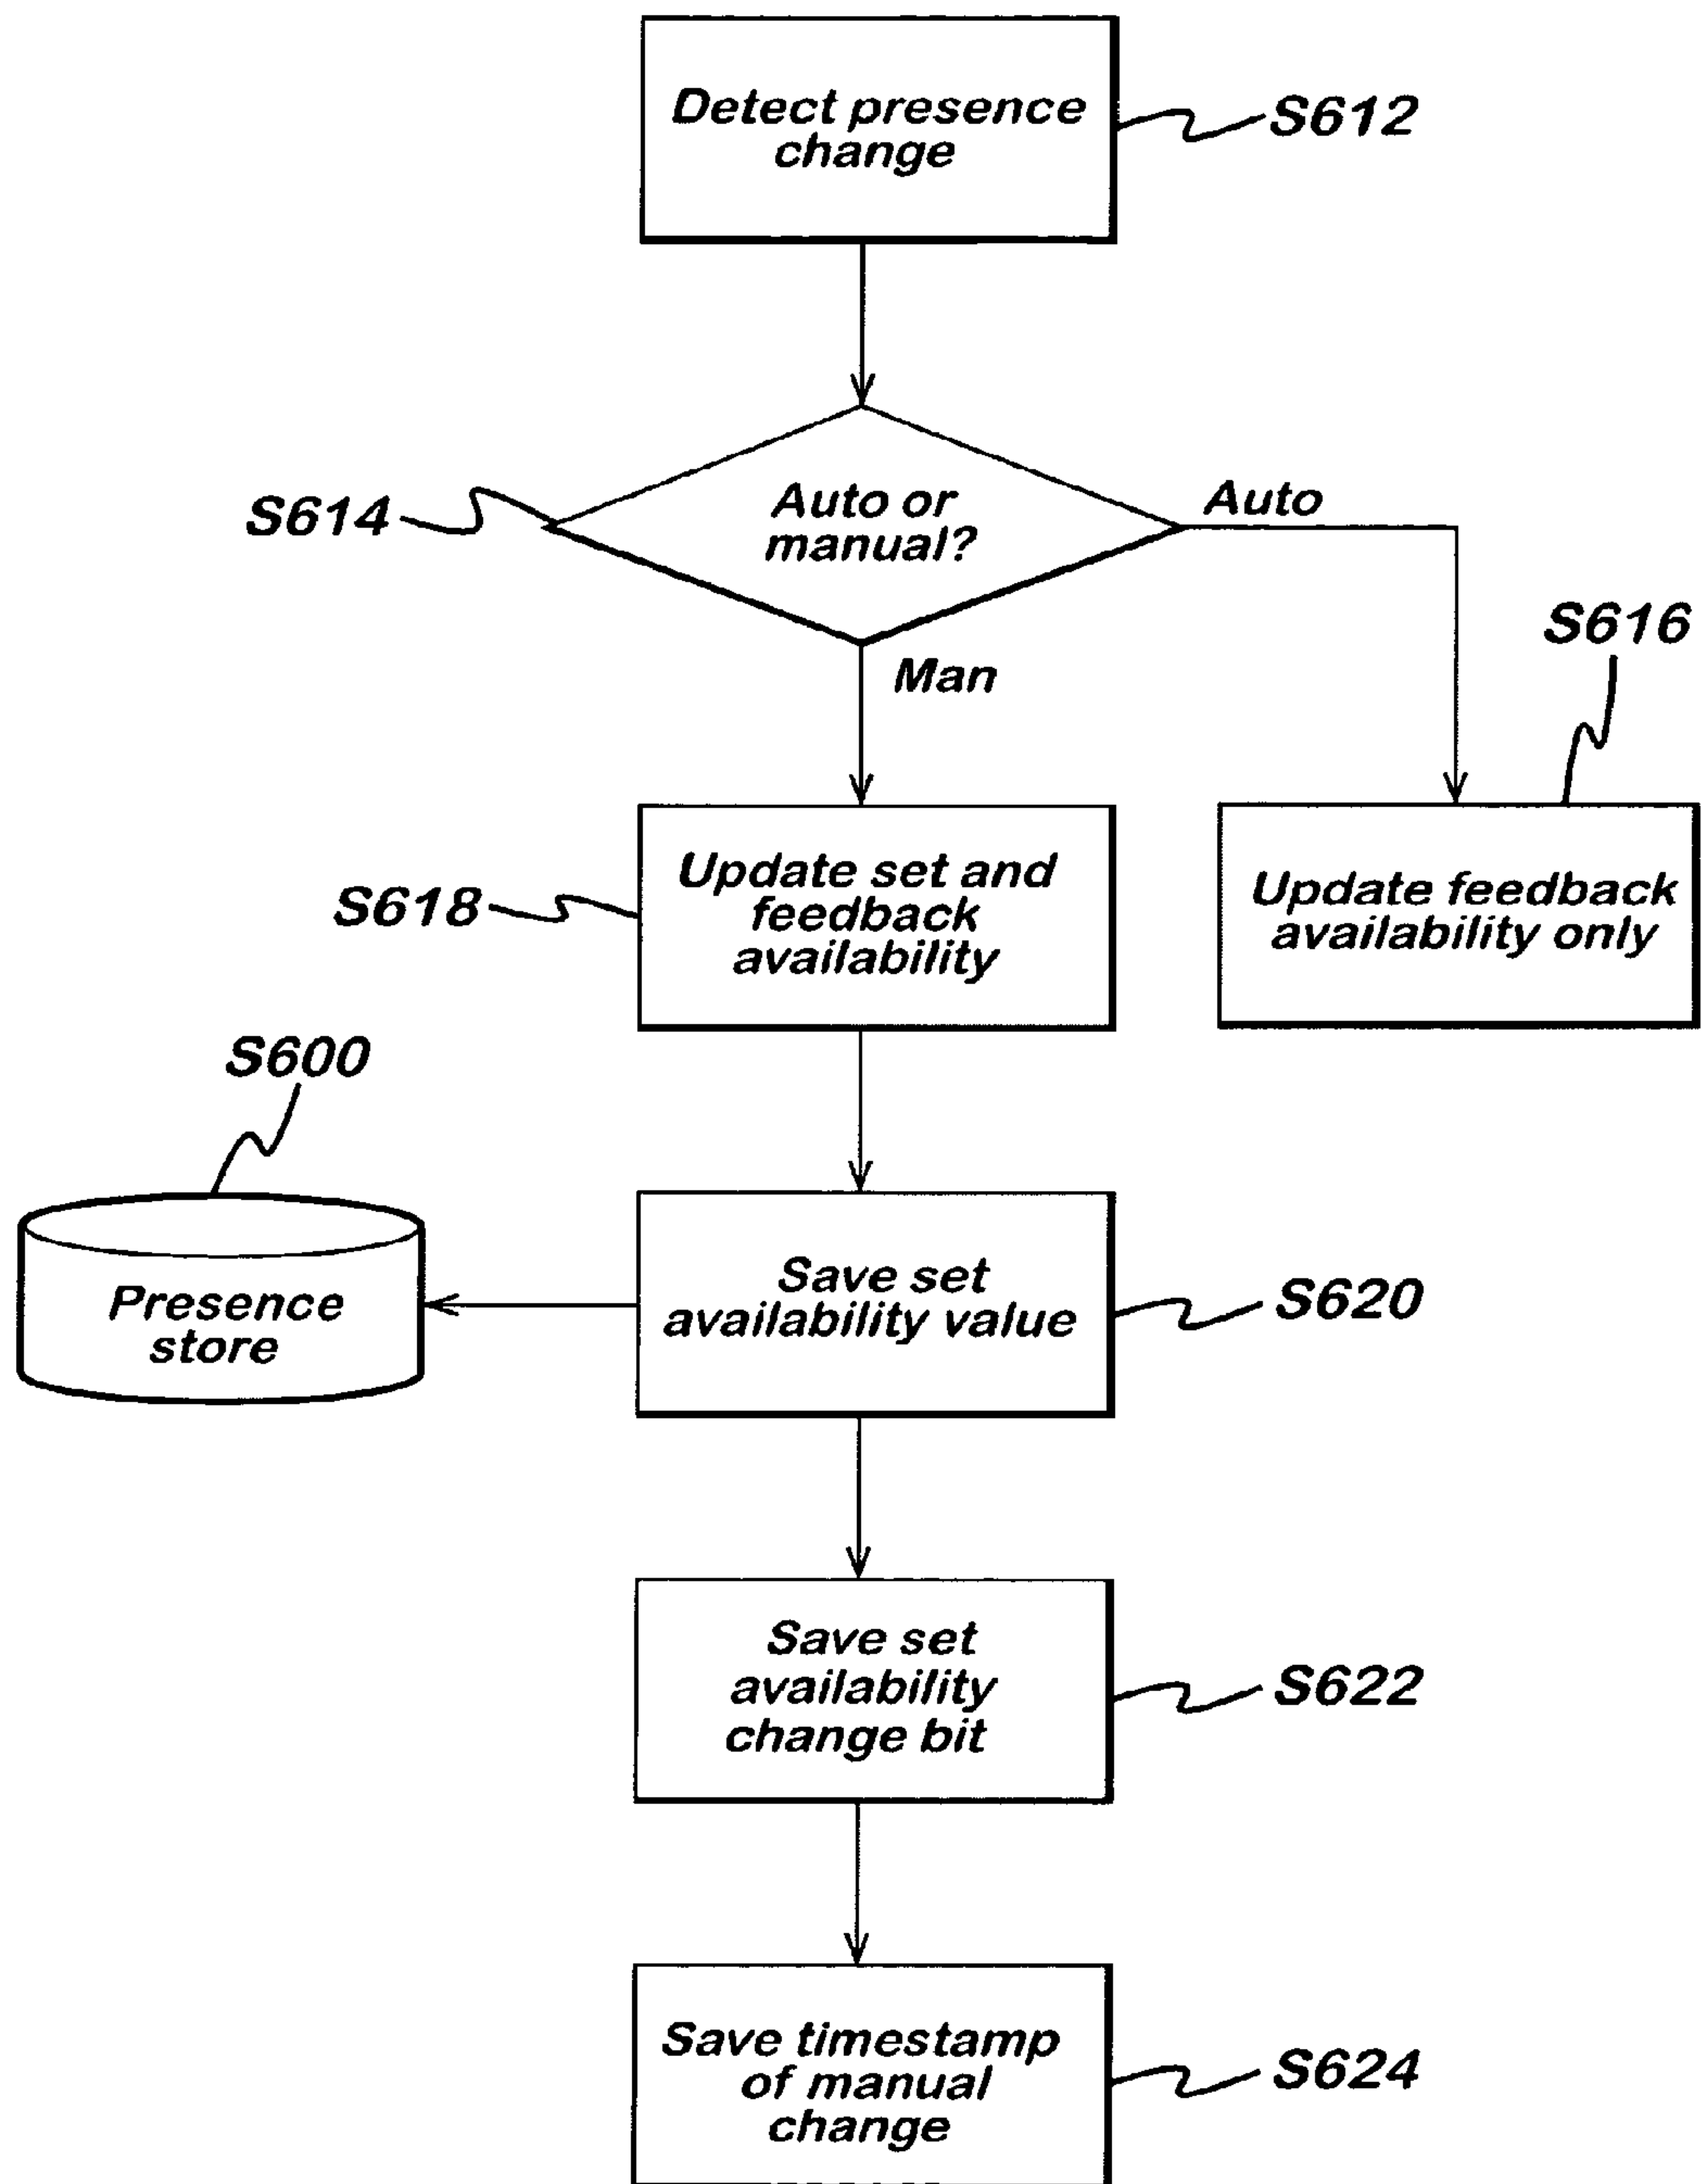 Detect presence
change
S612
Auto or
manual?
S614
Auto
Man
S616
Update set and
feedback
availability
S618
Update feedback
availability only
S600
Presence
store
Save set
availability value
S620
Save set
availability
change bit
S622
Save timestamp
of manual
change
S624